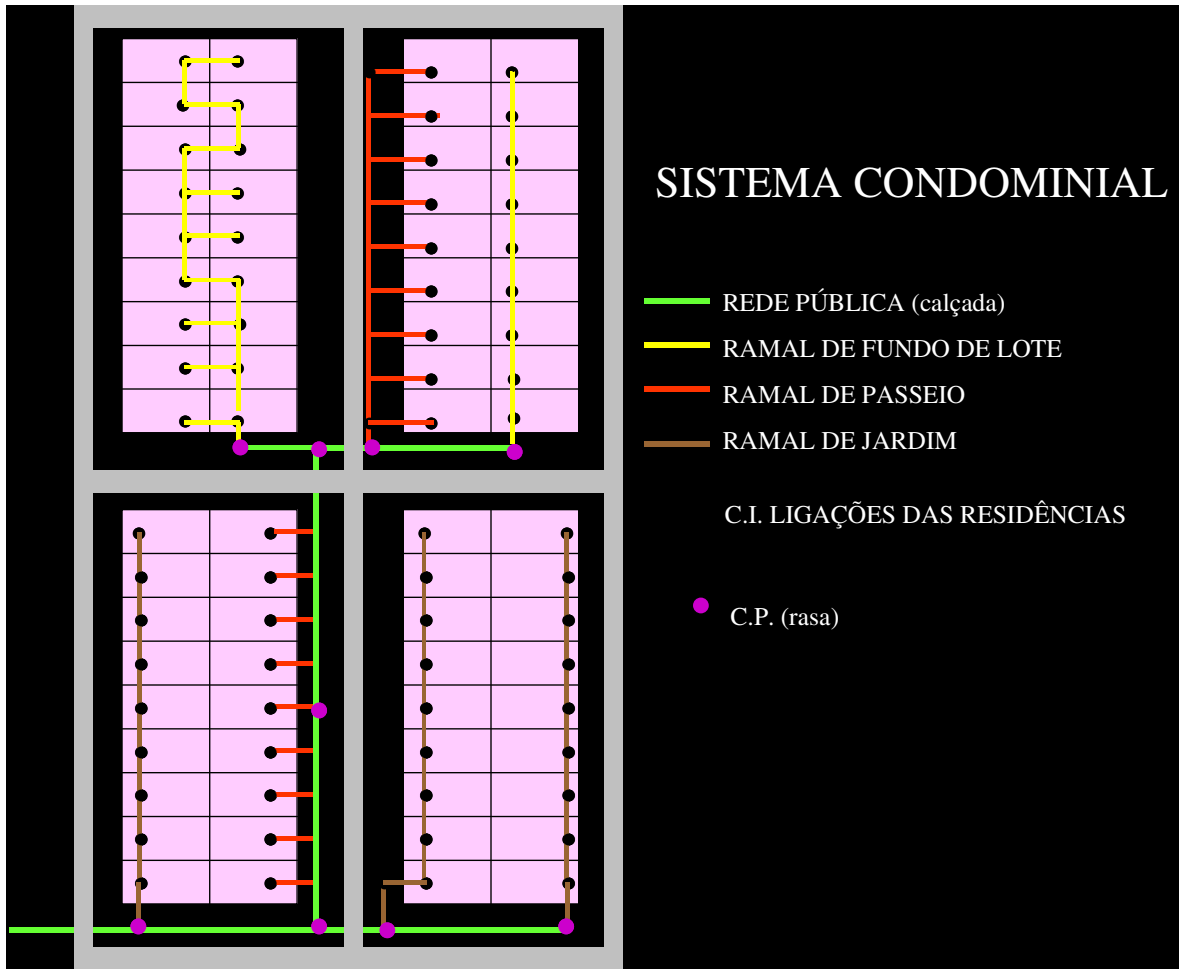 SISTEMA CONDOMINIAL
REDE PÚBLICA (calçada)
RAMAL DE FUNDO DE LOTE
RAMAL DE PASSEIO
RAMAL DE JARDIM
C.I. LIGAÇÕES DAS RESIDÊNCIAS
C.P. (rasa)